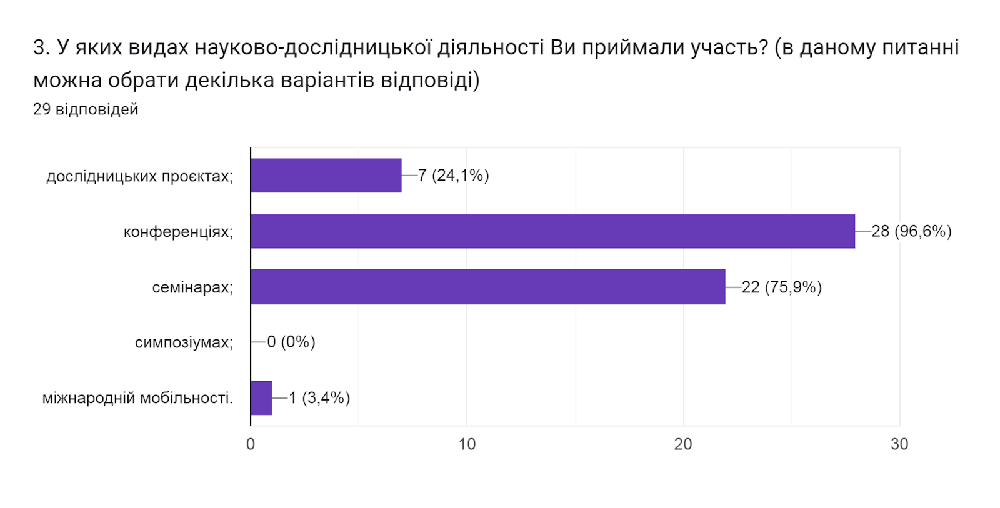 3. У яких видах науково-дослідницької діяльності Ви приймали участь? (в даному питанні
можна обрати декілька варіантів відповіді)
29 відповідей
дослідницьких проєктах;
7 (24,1%)
конференціях;
28 (96,6%)
семінарах;
22 (75,9%)
симпозіумах;
0 (0%)
міжнародній мобільності.
1 (3,4%)
0 10 20 30